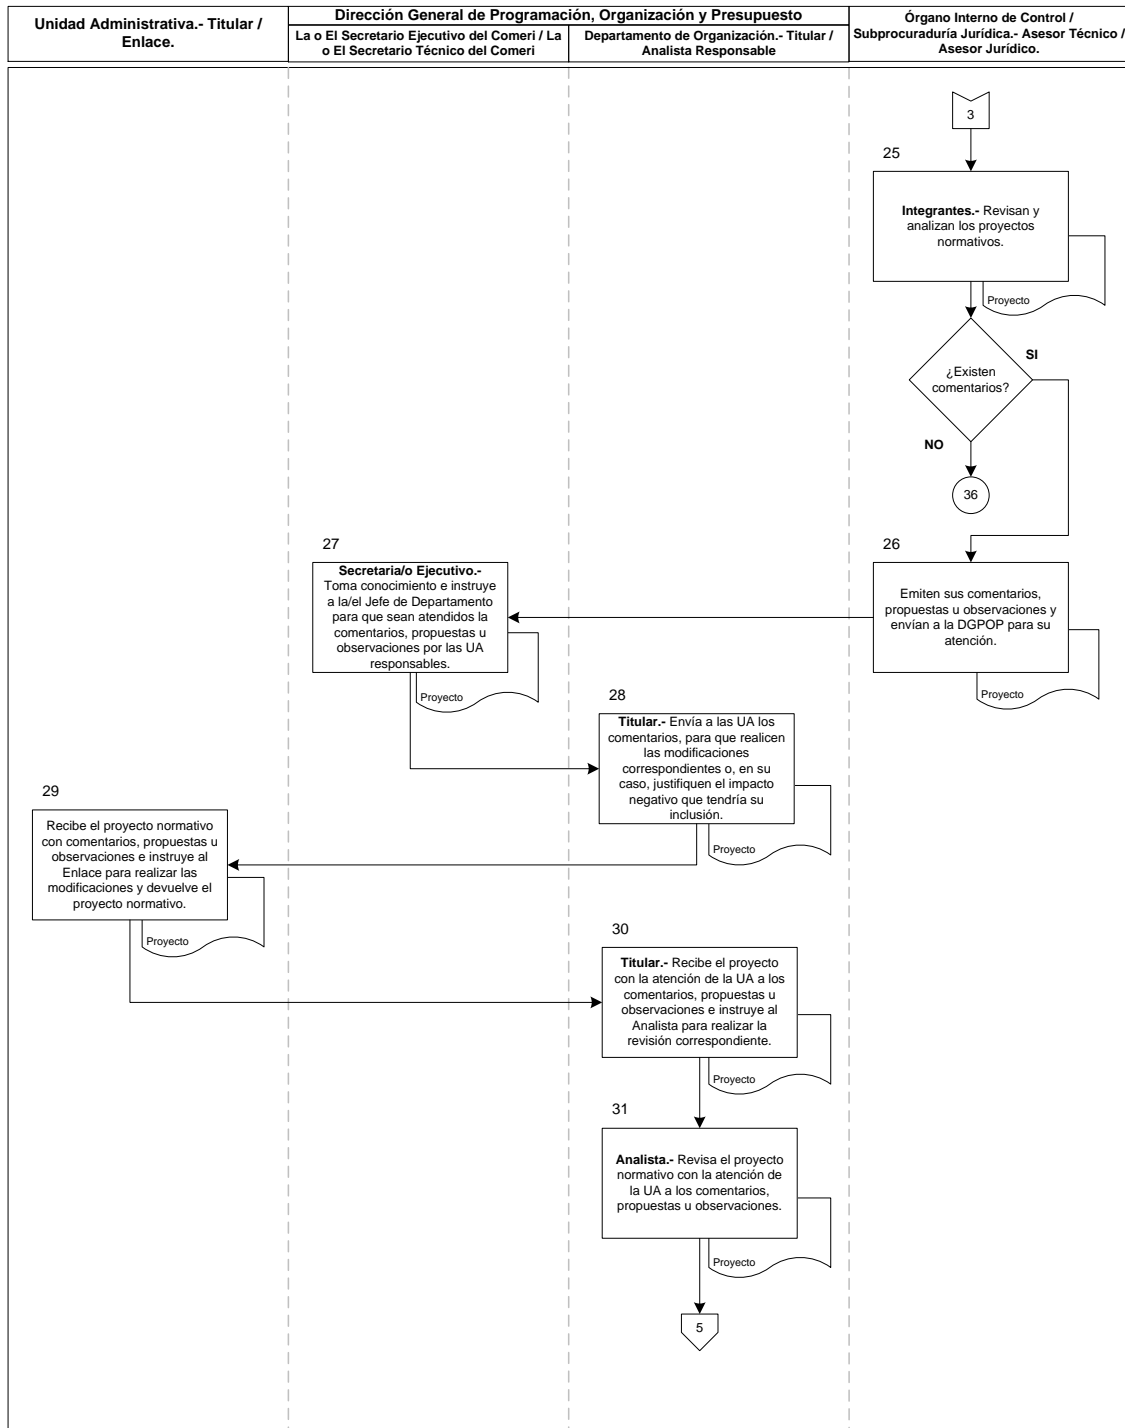 Unidad Administrativa.- Titular /
Enlace.
Dirección General de Programación, Organización y Presupuesto
La o El Secretario Ejecutivo del Comeri / La
o El Secretario Técnico del Comeri
Departamento de Organización.- Titular /
Analista Responsable
Órgano Interno de Control /
Subprocuraduría Jurídica.- Asesor Técnico /
Asesor Jurídico.
3
25
Integrantes.- Revisan y
analizan los proyectos
normativos.
Proyecto
¿Existen
comentarios?
SI
NO
36
26
Emiten sus comentarios,
propuestas u observaciones y
envían a la DGPOP para su
atención.
Proyecto
27
Secretaria/o Ejecutivo.-
Toma conocimiento e instruye
a la/el Jefe de Departamento
para que sean atendidos la
comentarios, propuestas u
observaciones por las UA
responsables.
Proyecto
28
Titular.- Envía a las UA los
comentarios, para que realicen
las modificaciones
correspondientes o, en su
caso, justifiquen el impacto
negativo que tendría su
inclusión.
Proyecto
29
Recibe el proyecto normativo
con comentarios, propuestas u
observaciones e instruye al
Enlace para realizar las
modificaciones y devuelve el
proyecto normativo.
Proyecto
30
Titular.- Recibe el proyecto
con la atención de la UA a los
comentarios, propuestas u
observaciones e instruye al
Analista para realizar la
revisión correspondiente.
Proyecto
31
Analista.- Revisa el proyecto
normativo con la atención de
la UA a los comentarios,
propuestas u observaciones.
Proyecto
5